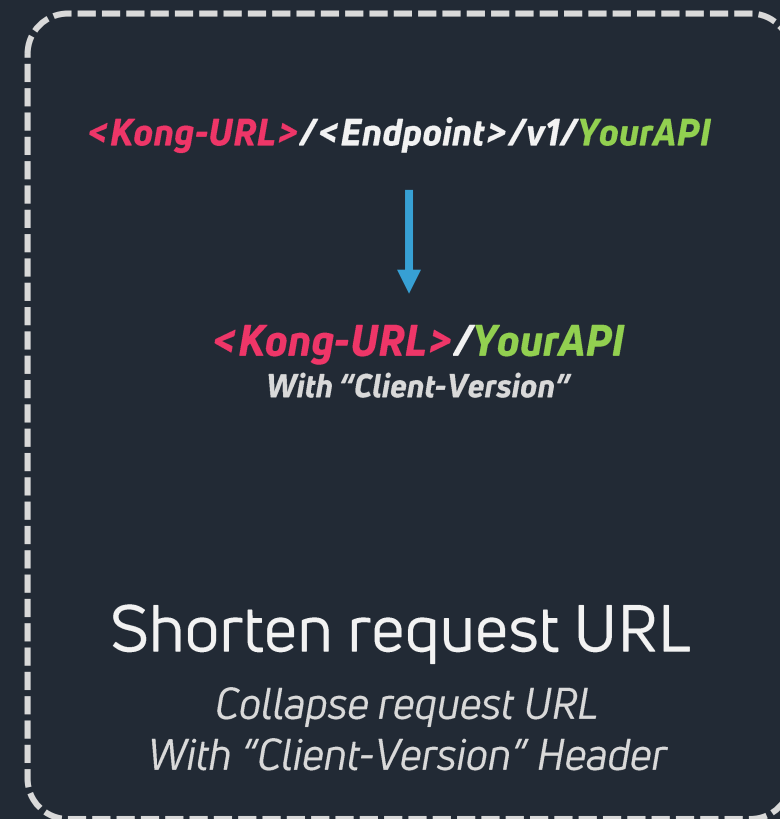 <Kong-URL>/<Endpoint>/v1/YourAPI
<Kong-URL>/YourAPI
With “Client-Version”
Shorten request URL
Collapse request URL
With “Client-Version” Header